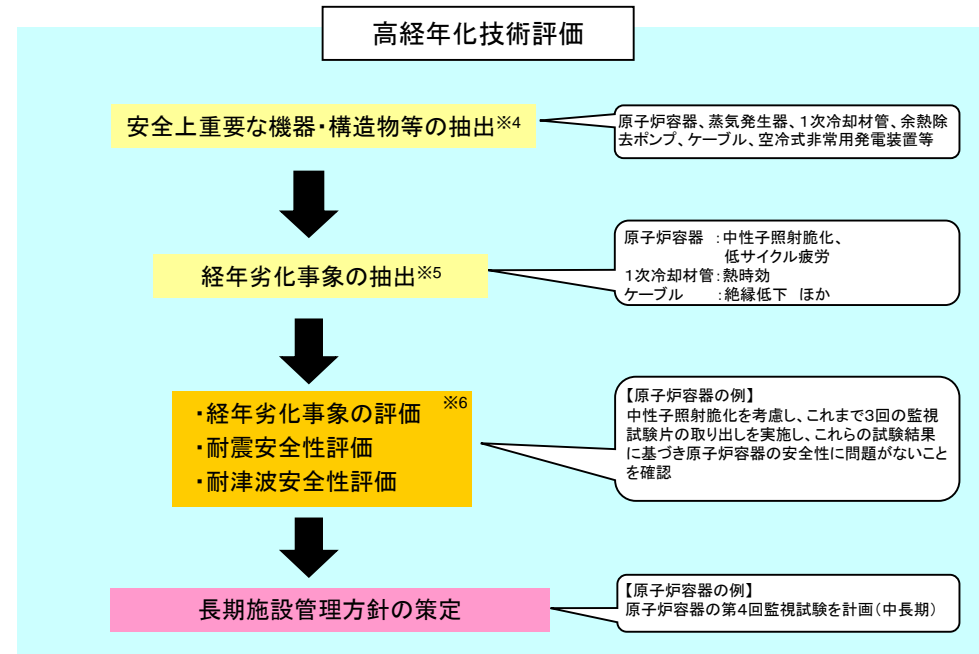 高経年化技術評価
安全上重要な機器・構造物等の抽出※4
原子炉容器、蒸気発生器、1次冷却材管、余熱除
去ポンプ、ケーブル、空冷式非常用発電装置等
経年劣化事象の抽出※5
原子炉容器 :中性子照射脆化、
低サイクル疲労
1次冷却材管:熱時効
ケーブル :絶縁低下 ほか
・経年劣化事象の評価 ※6
・耐震安全性評価
・耐津波安全性評価
【原子炉容器の例】
中性子照射脆化を考慮し、これまで3回の監視
試験片の取り出しを実施し、これらの試験結果
に基づき原子炉容器の安全性に問題がないこと
を確認
長期施設管理方針の策定
【原子炉容器の例】
原子炉容器の第4回監視試験を計画(中長期)